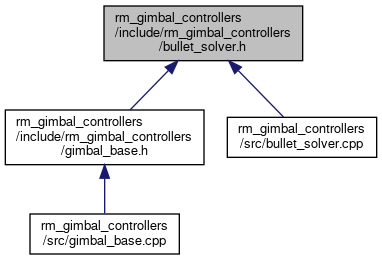 rm_gimbal_controllers
/include/rm_gimbal_controllers
/bullet_solver.h
rm_gimbal_controllers
/include/rm_gimbal_controllers
/gimbal_base.h
rm_gimbal_controllers
/src/bullet_solver.cpp
rm_gimbal_controllers
/src/gimbal_base.cpp